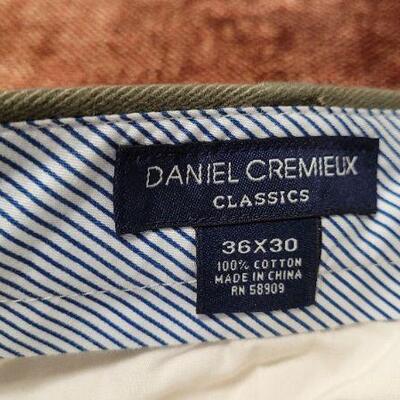 DANIEL CREMIEUX
CLASSICS
36X30
100% COTTON
MADE IN CHINA
RN 58909